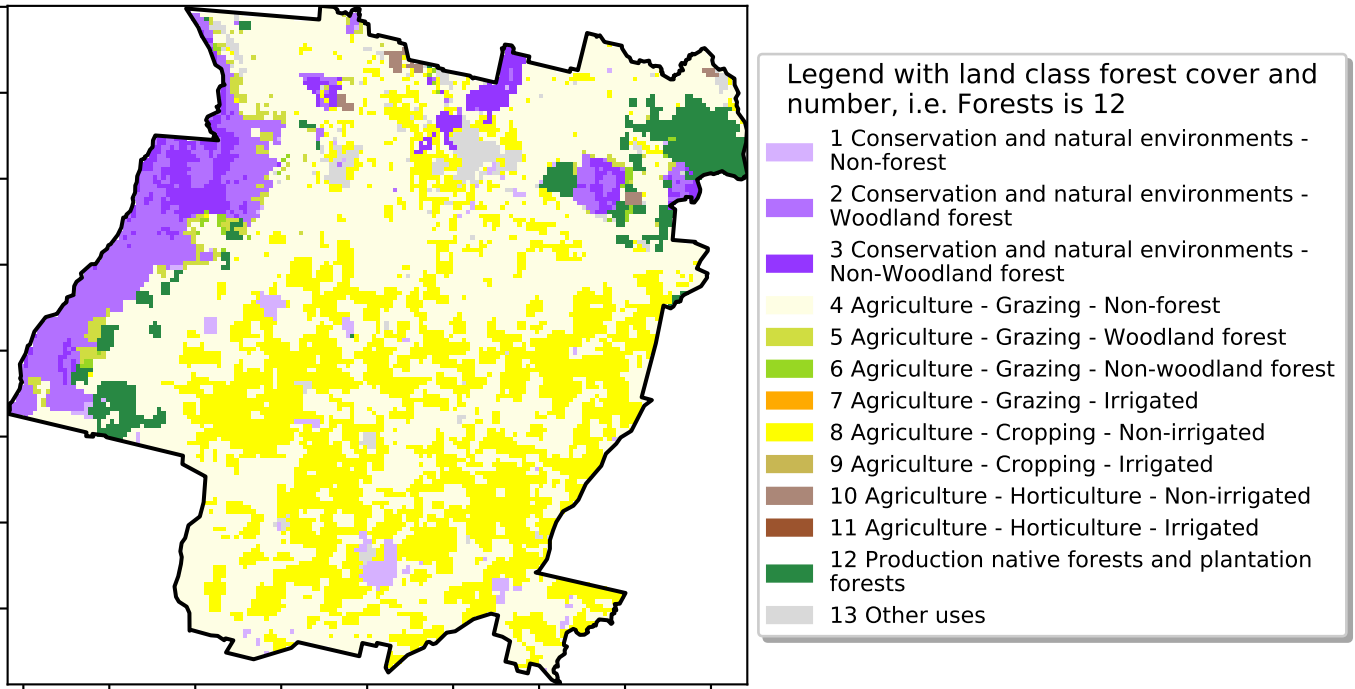 Legend with land class forest cover and
number, i.e. Forests is 12
1 Conservation and natural environments -
Non-forest
2 Conservation and natural environments -
Woodland forest
3 Conservation and natural environments -
Non-Woodland forest
4 Agriculture - Grazing - Non-forest
5 Agriculture - Grazing - Woodland forest
6 Agriculture - Grazing - Non-woodland forest
7 Agriculture - Grazing - Irrigated
8 Agriculture - Cropping - Non-irrigated
9 Agriculture - Cropping - Irrigated
10 Agriculture - Horticulture - Non-irrigated
11 Agriculture - Horticulture - Irrigated
12 Production native forests and plantation
forests
13 Other uses